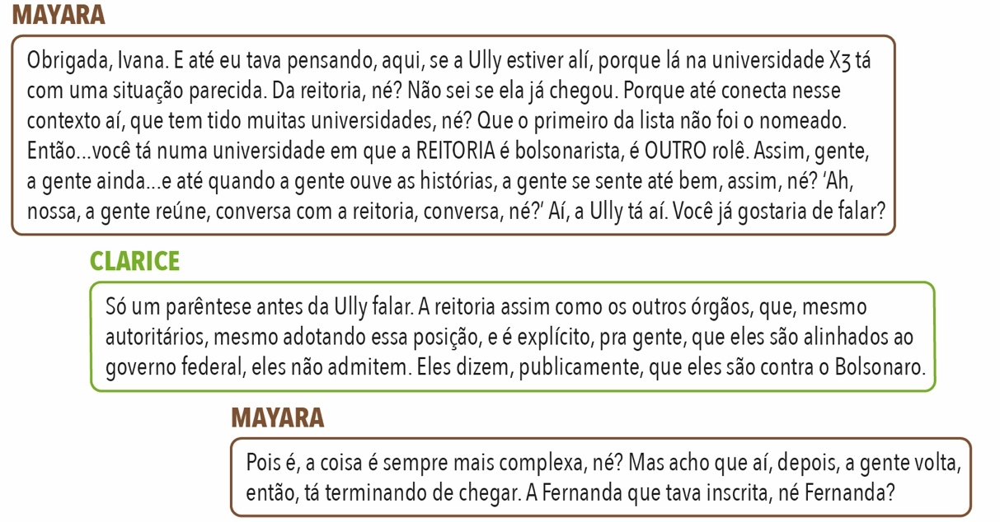 MAYARA
Obrigada, Ivana. E até eu tava pensando, aqui, se a Ully estiver alí, porque lá na universidade X3 tá
com uma situação parecida. Da reitoria, né? Não sei se ela já chegou. Porque até conecta nesse
contexto aí, que tem tido muitas universidades, né? Que o primeiro da lista não foi o nomeado.
Então...você tá numa universidade em que a REITORIA é bolsonarista, é OUTRO rolê. Assim, gente,
a gente ainda...e até quando a gente ouve as histórias, a gente se sente até bem, assim, né? ‘Ah,
nossa, a gente reúne, conversa com a reitoria, conversa, né?’ Aí, a Ully tá aí. Você já gostaria de falar?
CLARICE
Só um parêntese antes da Ully falar. A reitoria assim como os outros órgãos, que, mesmo
autoritários, mesmo adotando essa posição, e é explícito, pra gente, que eles são alinhados ao
governo federal, eles não admitem. Eles dizem, publicamente, que eles são contra o Bolsonaro.
MAYARA
Pois é, a coisa é sempre mais complexa, né? Mas acho que aí, depois, a gente volta,
então, tá terminando de chegar. A Fernanda que tava inscrita, né Fernanda?